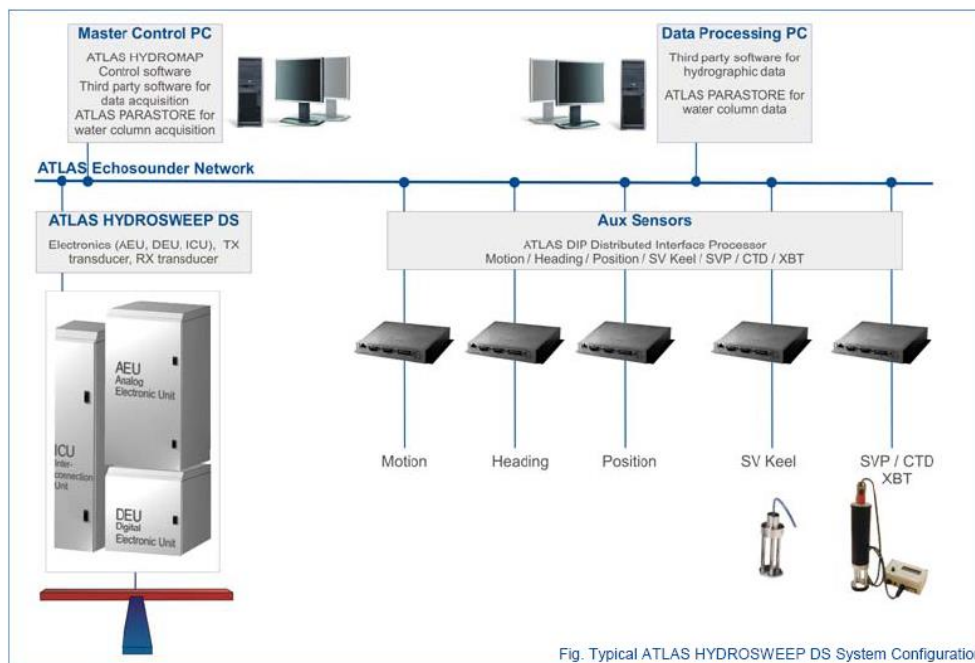 Master Control PC
ATLAS HYDROMAP
Control software
Third party software for
data acquisition
ATLAS PARASTORE for
water column acquisition
Data Processing PC
Third party software for
hydrographic data
ATLAS PARASTORE for
water column data
ATLAS Echosounder Network
ATLAS HYDROSWEEP DS
Electronics (AEU, DEU, ICU), TX
transducer, RX transducer
Aux Sensors
ATLAS DIP Distributed Interface Processor
Motion / Heading / Position / SV Keel / SVP / CTD / XBT
AEU
Analog
Electronic Unit
ICU
Inter-
connection
Unit
DEU
Digital
Electronic Unit
Motion
Heading
Position
SV Keel
SVP / CTD
XBT
Fig. Typical ATLAS HYDROSWEEP DS System Configuratio